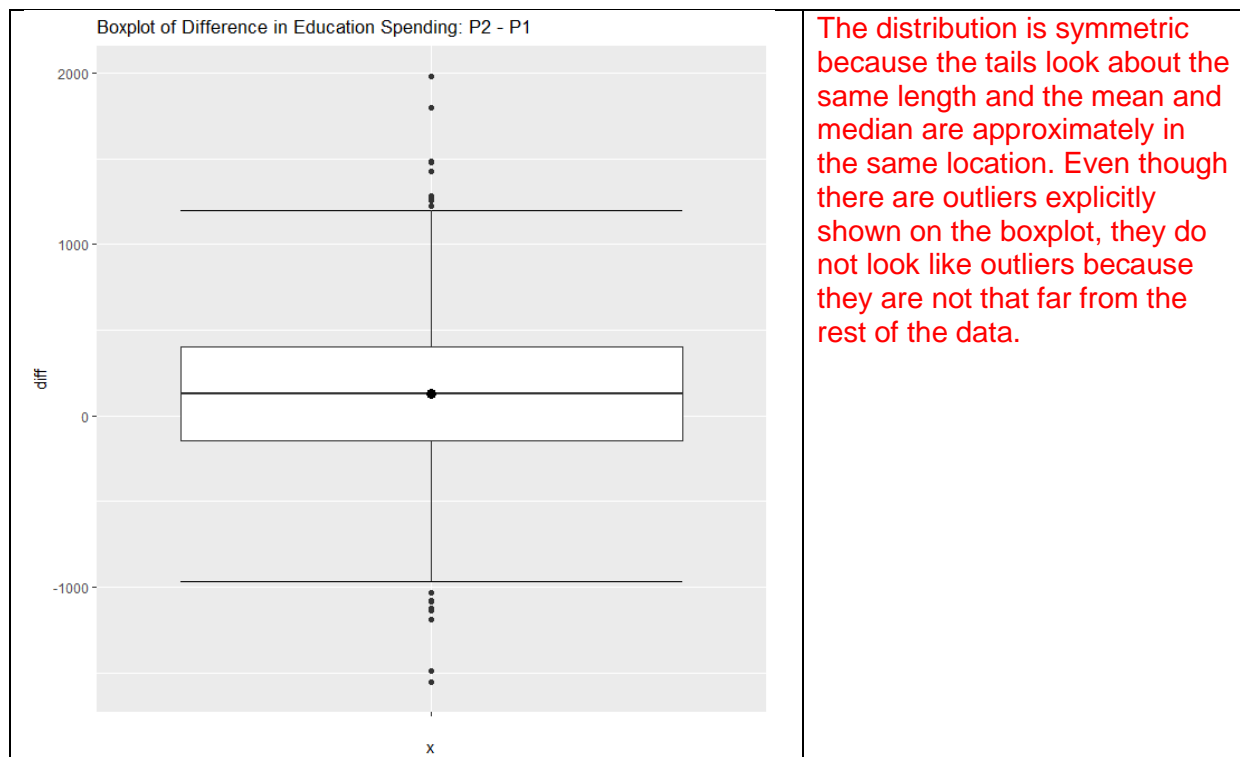 Boxplot of Difference in Education Spending: P2 - P1
2000
1000
0
-1000
diff
x
The distribution is symmetric
because the tails look about the
same length and the mean and
median are approximately in
the same location. Even though
there are outliers explicitly
shown on the boxplot, they do
not look like outliers because
they are not that far from the
rest of the data.